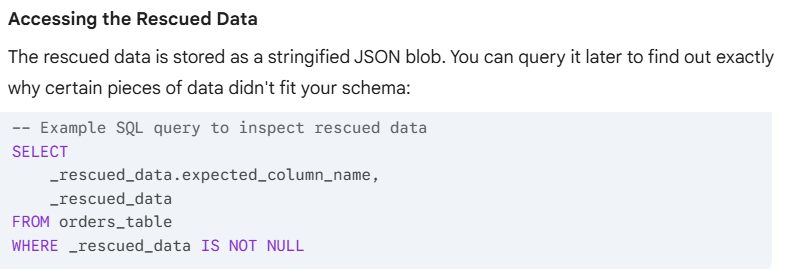 Accessing the Rescued Data
The rescued data is stored as a stringified JSON blob. You can query it later to find out exactly
why certain pieces of data didn't fit your schema:
-- Example SQL query to inspect rescued data
SELECT
    _rescued_data.expected_column_name,
    _rescued_data
FROM orders_table
WHERE _rescued_data IS NOT NULL